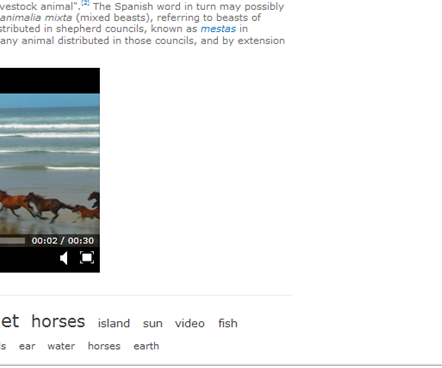 vestock animal".[2] The Spanish word in turn may possibly
animalia mixta (mixed beasts), referring to beasts of
stributed in shepherd councils, known as mestas in
any animal distributed in those councils, and by extension
00:02 / 00:30
et horses island sun video fish
ls ear water horses earth